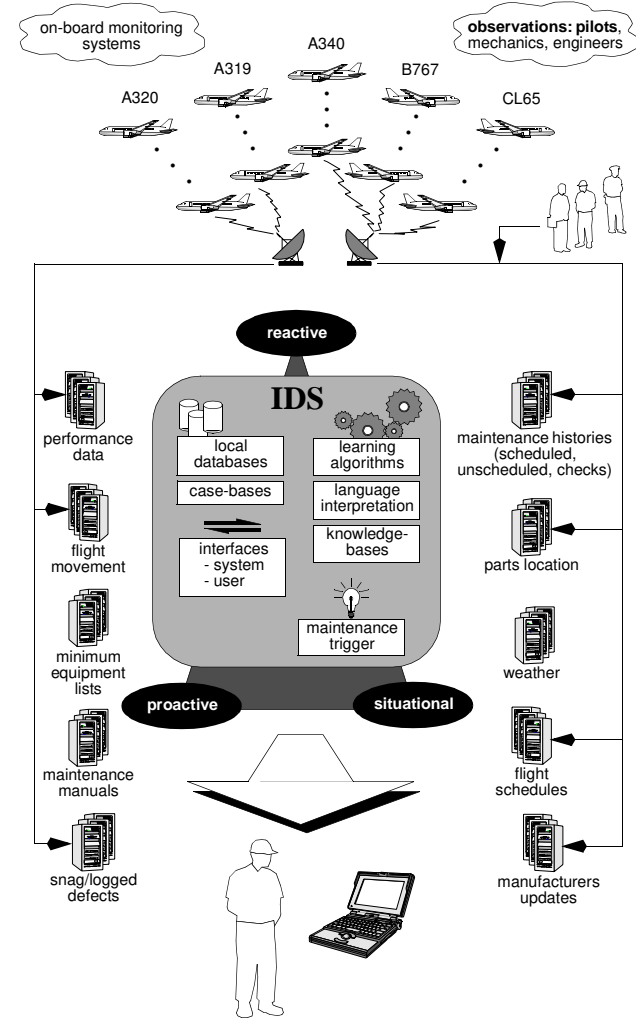 on-board monitoring
systems
observations: pilots,
mechanics, engineers
A340
A319
B767
A320
CL65
reactive
IDS
local
databases
case-bases
interfaces
- system
- user
learning
algorithms
language
interpretation
knowledge-
bases
maintenance
trigger
proactive
situational
performance
data
flight
movement
minimum
equipment
lists
maintenance
manuals
snag/logged
defects
maintenance histories
(scheduled,
unscheduled, checks)
parts location
weather
flight
schedules
manufacturers
updates